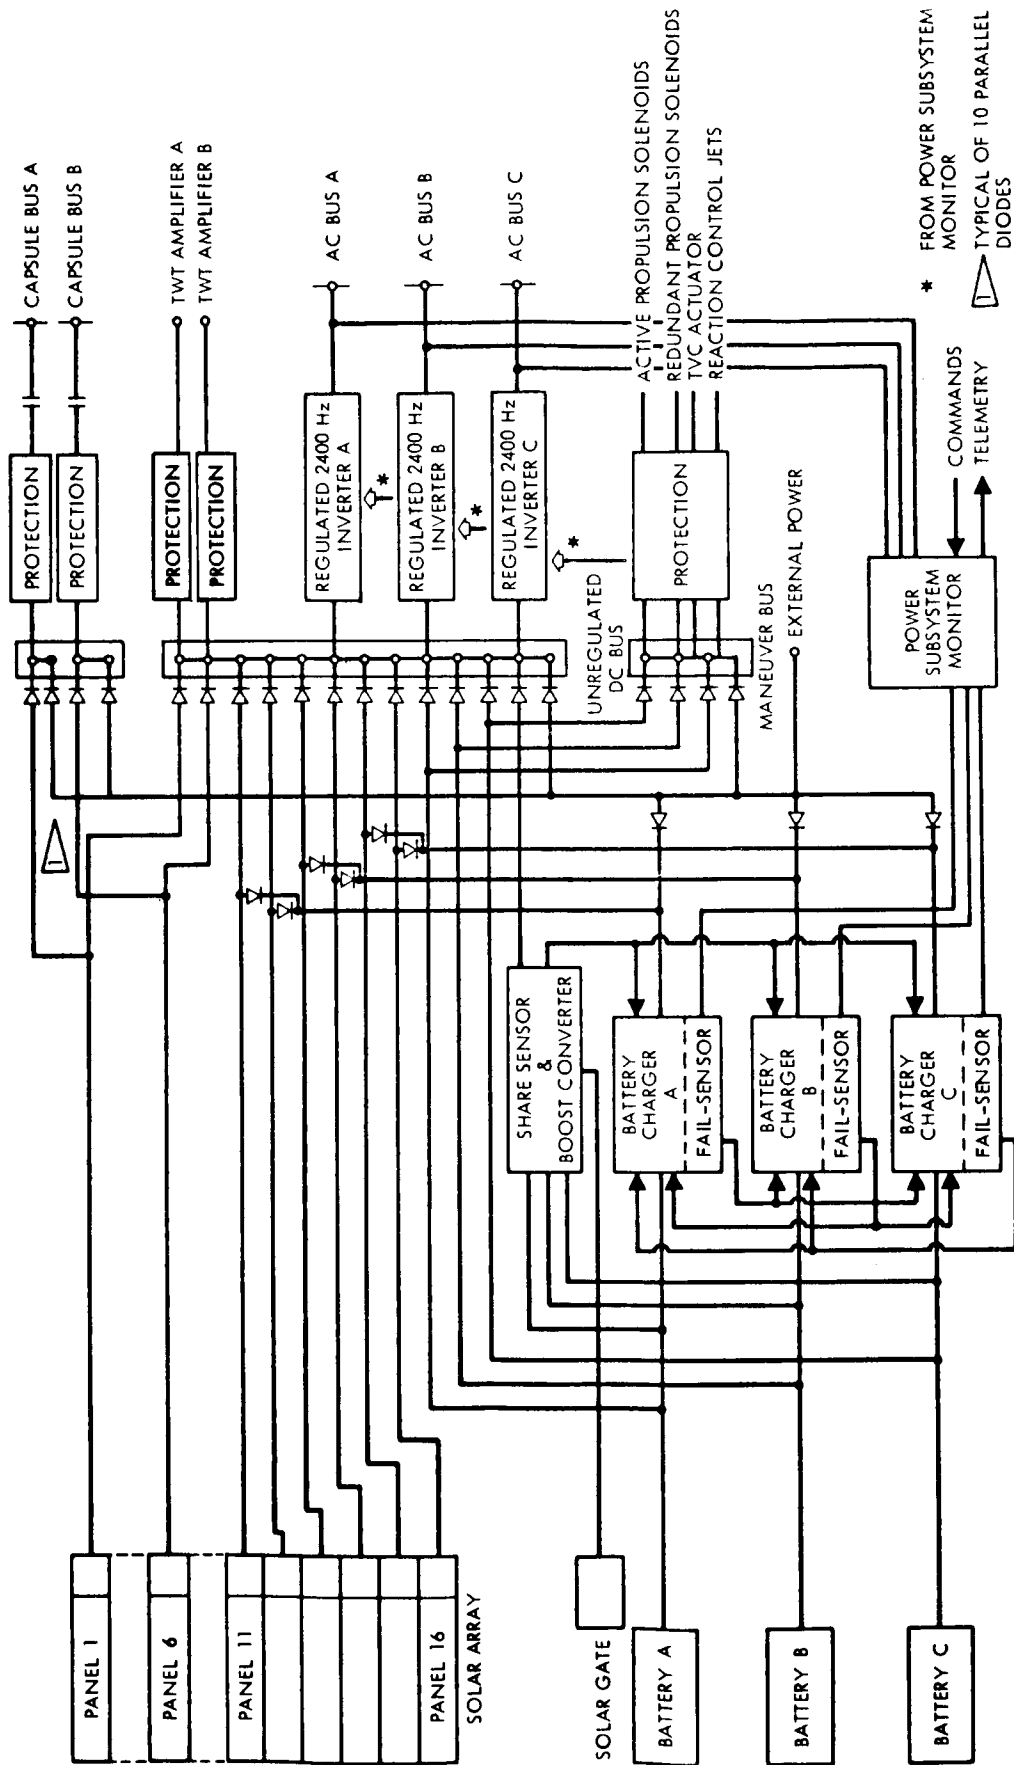 CAPSULE BUS A
CAPSULE BUS B
TWT AMPLIFIER A
TWT AMPLIFIER B
AC BUS A
AC BUS B
AC BUS C
ACTIVE PROPULSION SOLENOIDS
REDUNDANT PROPULSION SOLENOIDS
TVC ACTUATOR
REACTION CONTROL JETS
* FROM POWER SUBSYSTEM
MONITOR
1 TYPICAL OF 10 PARALLEL
DIODES
PROTECTION
PROTECTION
PROTECTION
PROTECTION
REGULATED 2400 Hz
INVERTER A
*
REGULATED 2400 Hz
INVERTER B
*
REGULATED 2400 Hz
INVERTER C
*
PROTECTION
COMMANDS
TELEMETRY
UNREGULATED
DC BUS
MANEUVER BUS
EXTERNAL POWER
POWER
SUBSYSTEM
MONITOR
1
SHARE SENSOR
&
BOOST CONVERTER
BATTERY
CHARGER
A
FAIL-SENSOR
BATTERY
CHARGER
B
FAIL-SENSOR
BATTERY
CHARGER
C
FAIL-SENSOR
PANEL 1
PANEL 6
PANEL 11
PANEL 16
SOLAR ARRAY
SOLAR GATE
BATTERY A
BATTERY B
BATTERY C